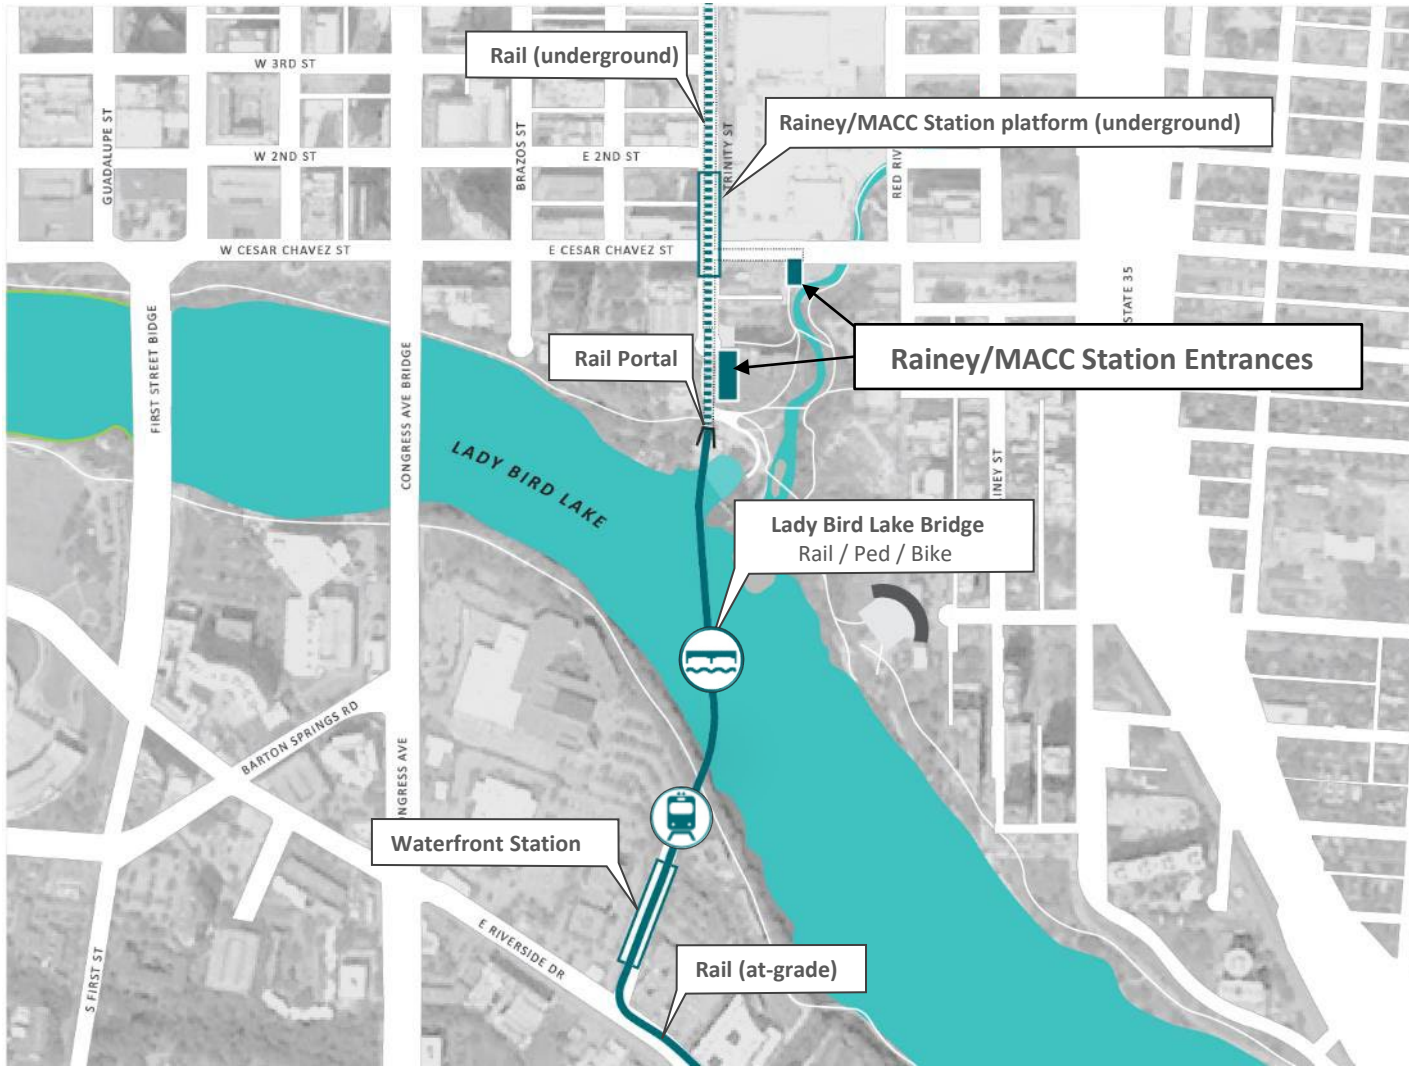 Rail (underground)
W 3RD ST
GUADALUPE ST
BRAZOS ST
TRINITY ST
Rainey/MACC Station platform (underground)
W 2ND ST
E 2ND ST
RED RIV
W CESAR CHAVEZ ST
E CESAR CHAVEZ ST
STATE 35
FIRST STREET BIDGE
CONGRESS AVE BRIDGE
Rail Portal
Rainey/MACC Station Entrances
LADY BIRD LAKE
INEY ST
Lady Bird Lake Bridge
Rail / Ped / Bike
BARTON SPRINGS RD
NGRESS AVE
Waterfront Station
E RIVERSIDE DR
Rail (at-grade)
S FIRST ST